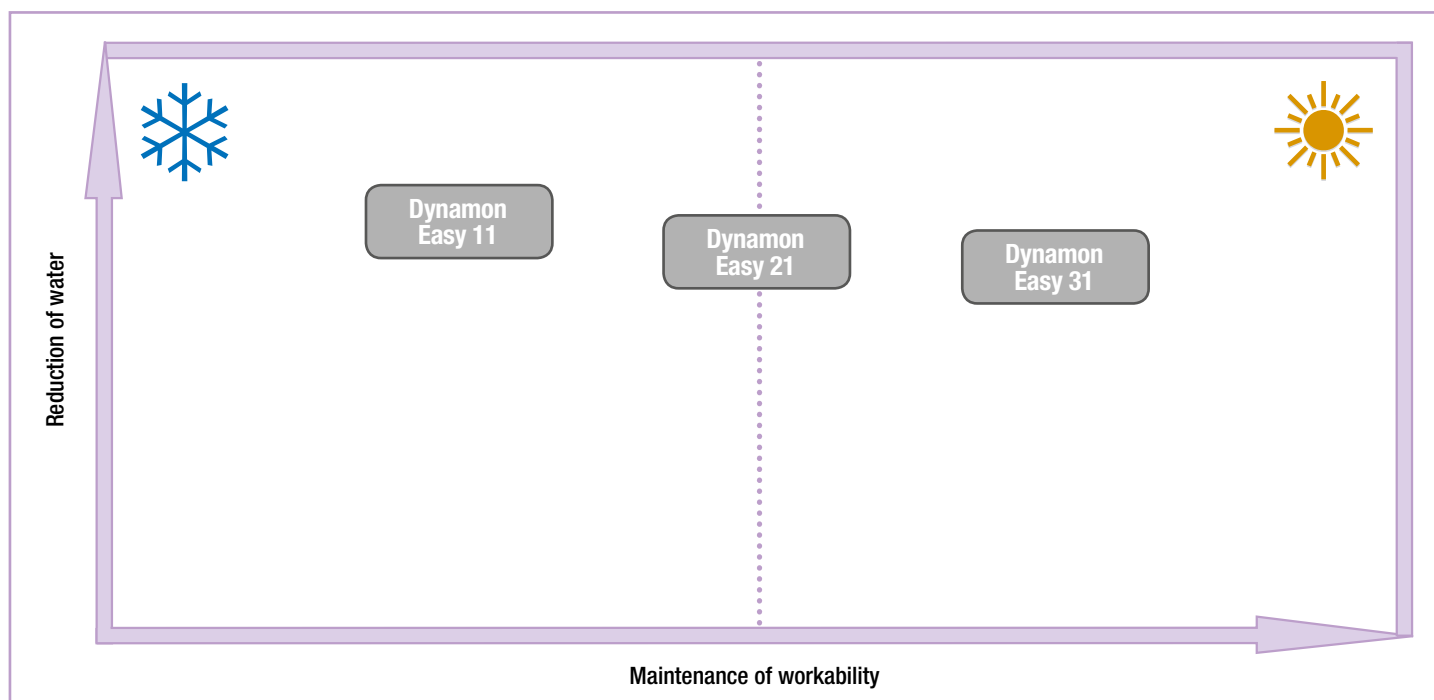 Dynamon
Easy 11
Dynamon
Easy 21
Dynamon
Easy 31
Reduction of water
Maintenance of workability